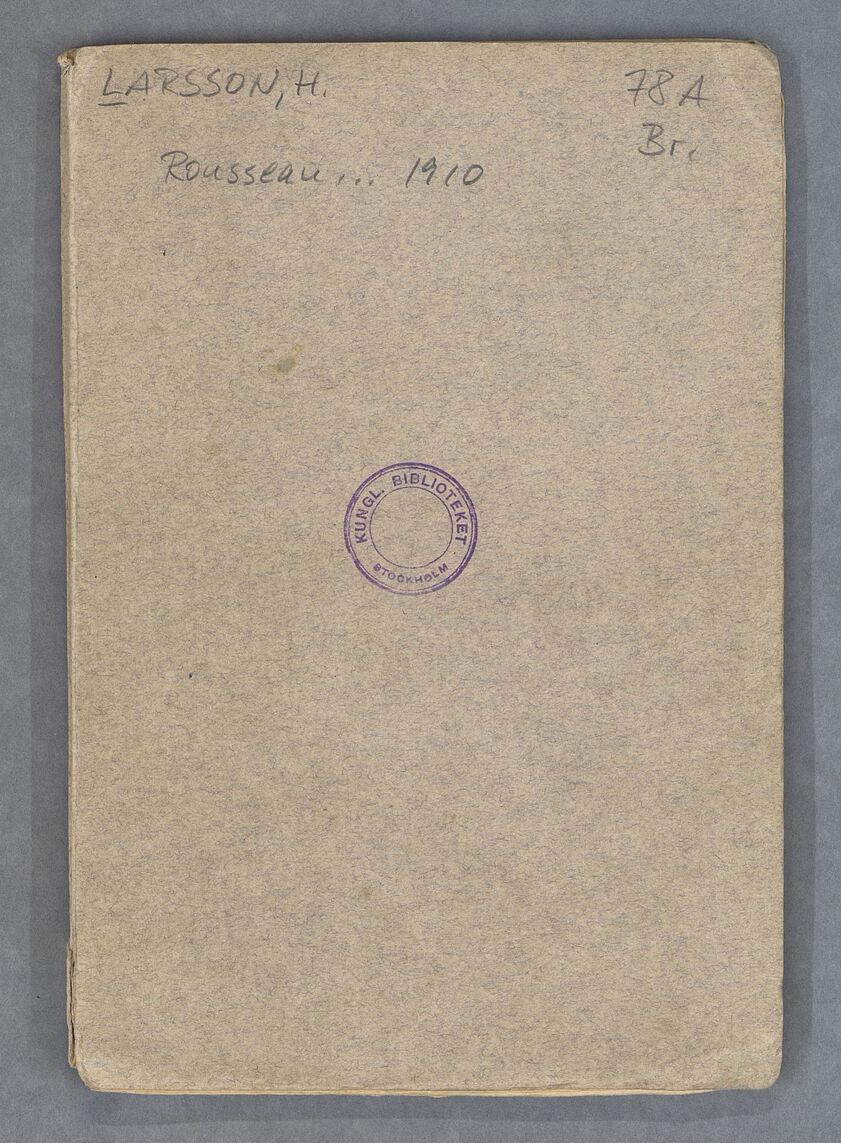 LARSSON, H.
78 A
Br.
Rousseau... 1910
KUNGL. BIBLIOTEKET
STOCKHOLM